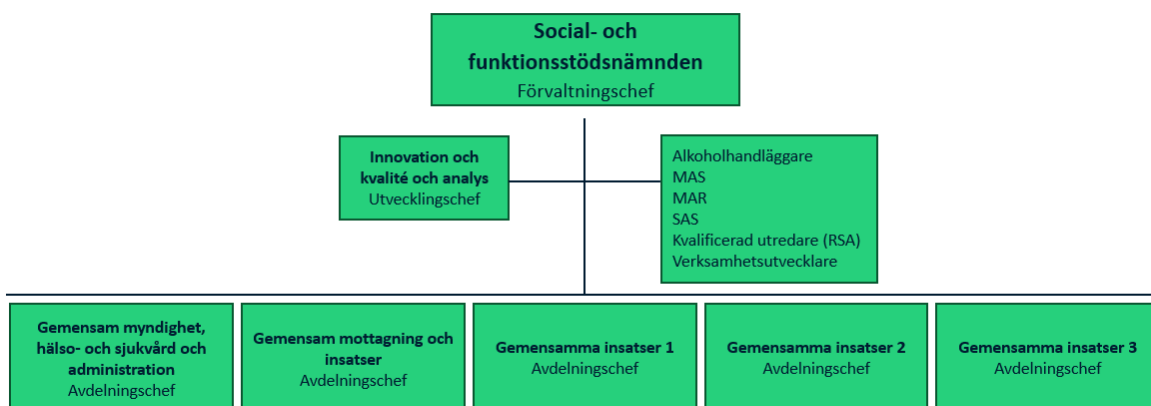 Social- och
funktionsstödsnämnden
Förvaltningschef
Innovation och
kvalité och analys
Utvecklingschef
Alkoholhandläggare
MAS
MAR
SAS
Kvalificerad utredare (RSA)
Verksamhetsutvecklare
Gemensam myndighet,
hälso- och sjukvård och
administration
Avdelningschef
Gemensam mottagning och
insatser
Avdelningschef
Gemensamma insatser 1
Avdelningschef
Gemensamma insatser 2
Avdelningschef
Gemensamma insatser 3
Avdelningschef